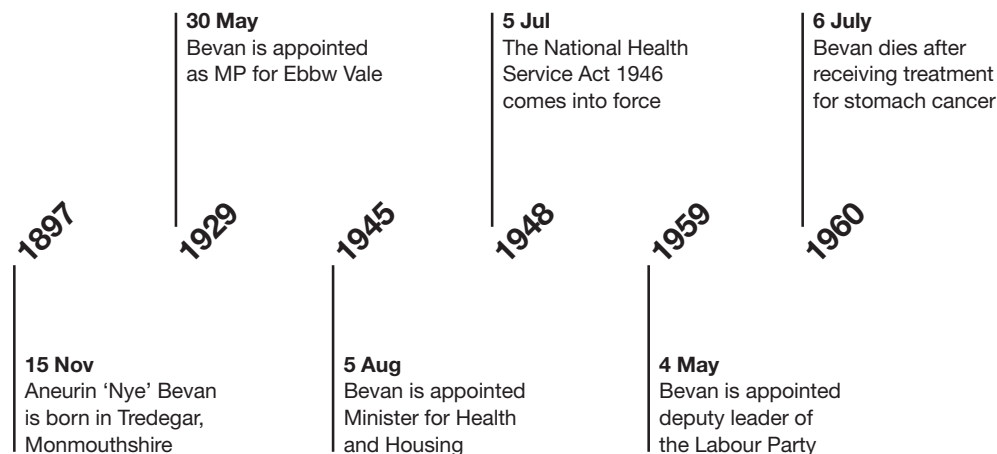 30 May
Bevan is appointed
as MP for Ebbw Vale
5 Jul
The National Health
Service Act 1946
comes into force
6 July
Bevan dies after
receiving treatment
for stomach cancer
1897
1929
1945
1948
1959
1960
15 Nov
Aneurin ‘Nye’ Bevan
is born in Tredegar,
Monmouthshire
5 Aug
Bevan is appointed
Minister for Health
and Housing
4 May
Bevan is appointed
deputy leader of
the Labour Party